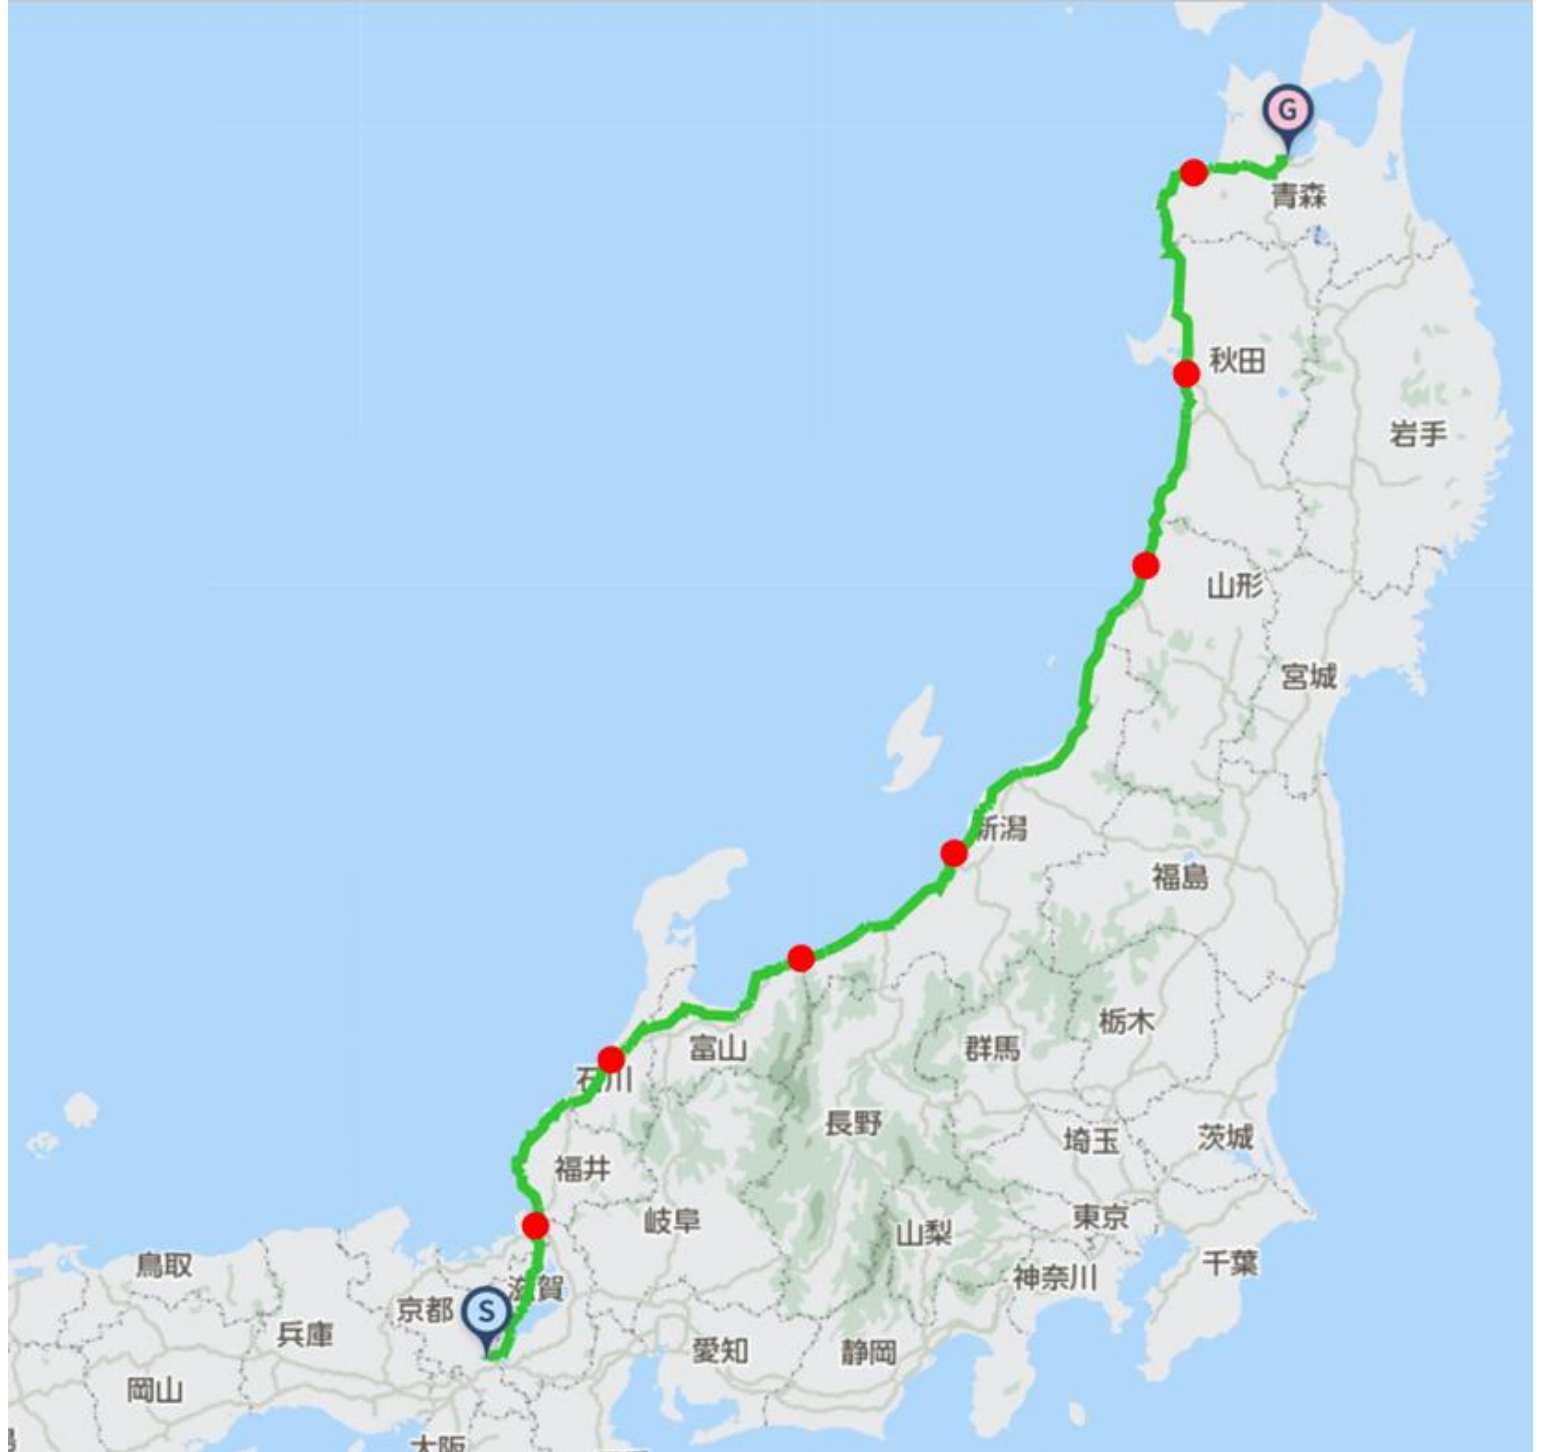 G
青森
秋田
岩手
山形
宮城
新潟
福島
栃木
富山
群馬
石川
長野
埼玉
茨城
福井
岐阜
東京
山梨
千葉
鳥取
神奈川
滋賀
京都
S
兵庫
愛知
静岡
岡山
大阪